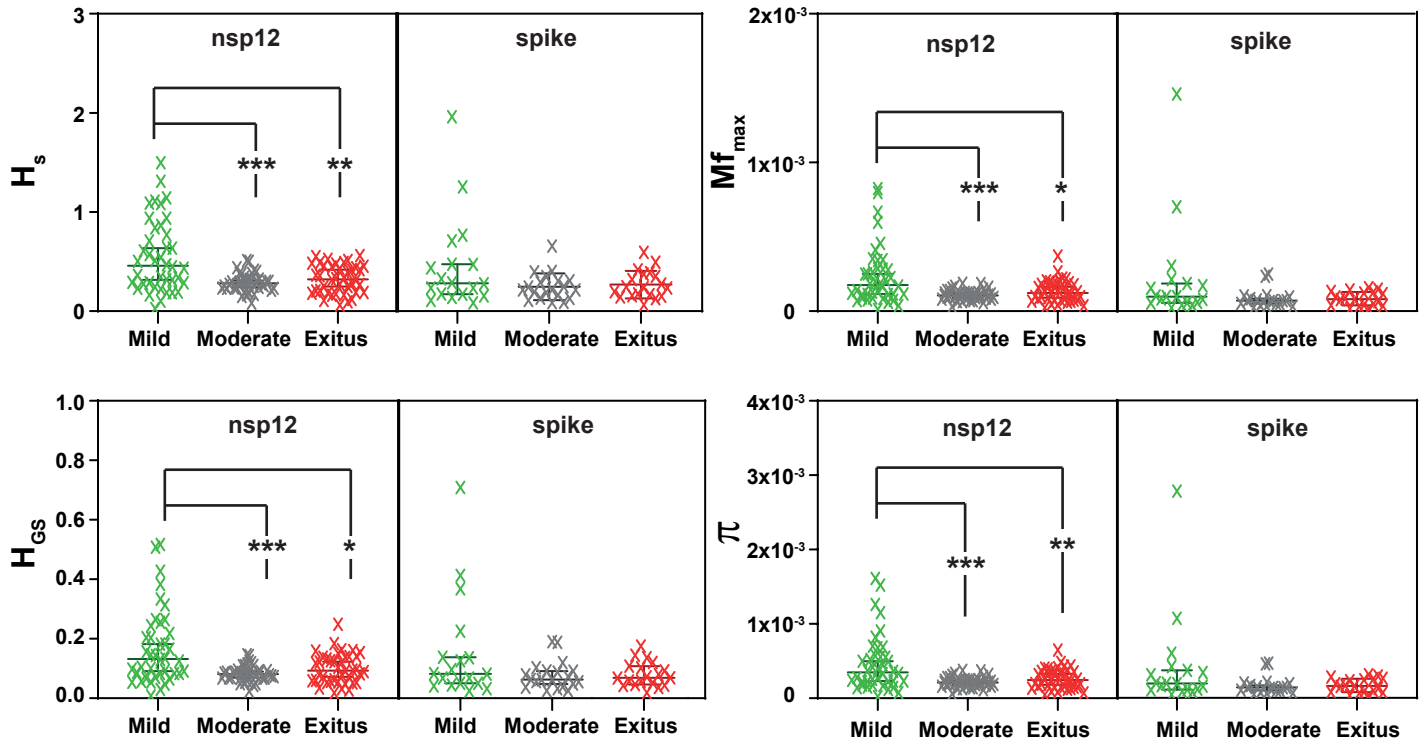 H_s
3
2
1
0
nsp12
spike
***
**
Mild Moderate Exitus Mild Moderate Exitus
Mf_max
2x10⁻³
1x10⁻³
0
nsp12
spike
***
*
Mild Moderate Exitus Mild Moderate Exitus
H_GS
1.0
0.8
0.6
0.4
0.2
0.0
nsp12
spike
***
*
Mild Moderate Exitus Mild Moderate Exitus
π
4x10⁻³
3x10⁻³
2x10⁻³
1x10⁻³
0
nsp12
spike
***
**
Mild Moderate Exitus Mild Moderate Exitus